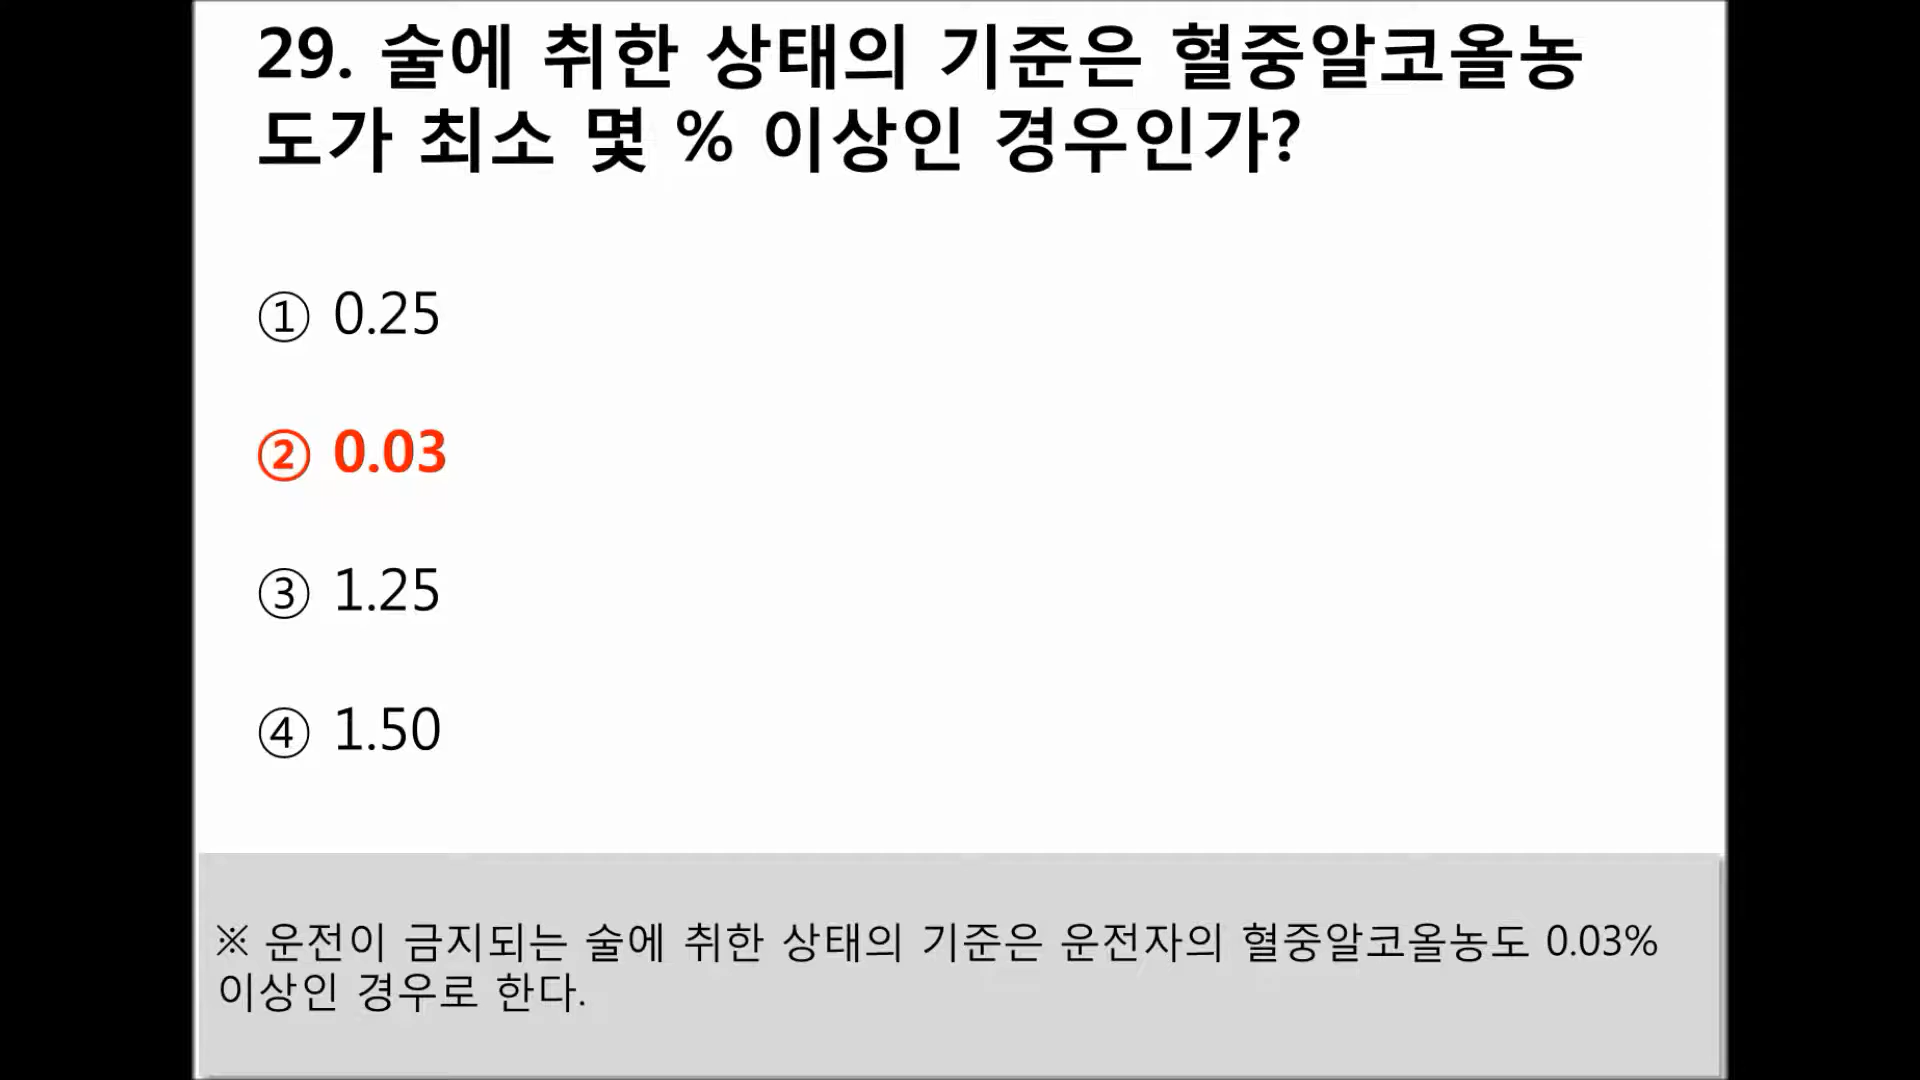 29. 술에 취한 상태의 기준은 혈중알코올농
도가 최소 몇 % 이상인 경우인가?
① 0.25
② 0.03
③ 1.25
④ 1.50
※ 운전이 금지되는 술에 취한 상태의 기준은 운전자의 혈중알코올농도 0.03%
이상인 경우로 한다.